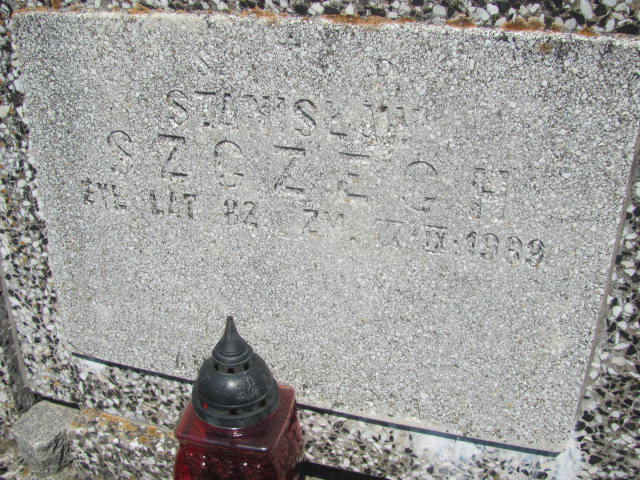 Ś P
STANISŁAW
SZCZECH
ŻYŁ LAT 82 ZM. IX 1989